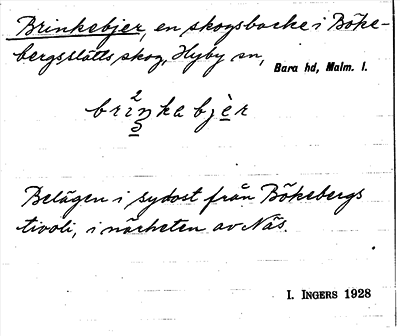 Brinkebjer, en skogsbacke i Böke-
bergsslätts skog, Hyby sn,
Bara hd, Malm. l.
brinkabjèr
Belägen i sydost från Bökebergs
tivoli, i närheten av Näs.
I. INGERS 1928